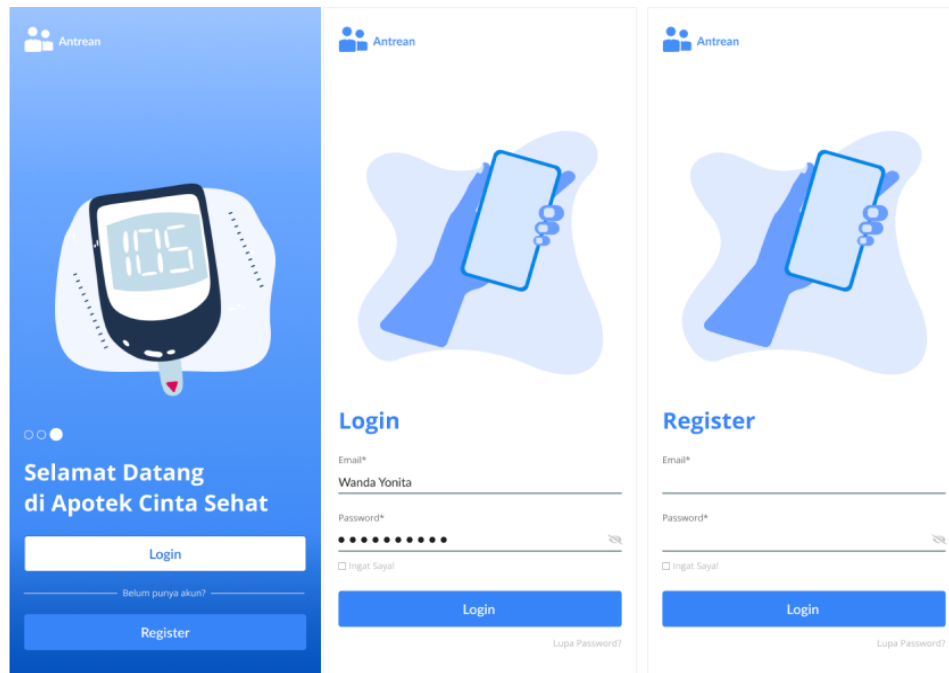 Antrean
105
Selamat Datang
di Apotek Cinta Sehat
Login
Belum punya akun?
Register
Antrean
Login
Email*
Wanda Yonita
Password*
Ingat Saya!
Login
Lupa Password?
Antrean
Register
Email*
Password*
Ingat Saya!
Login
Lupa Password?